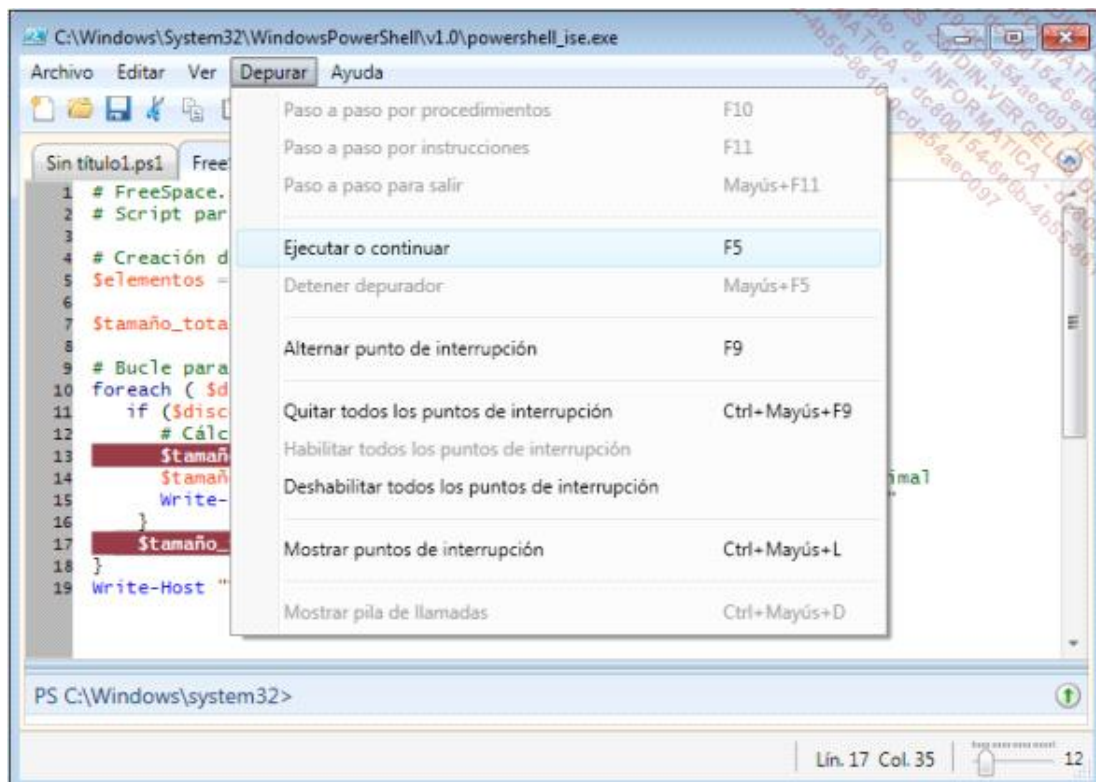 C:\Windows\System32\WindowsPowerShell\v1.0\powershell_ise.exe
Archivo Editar Ver Depurar Ayuda
Sin título1.ps1
Paso a paso por procedimientos F10
Paso a paso por instrucciones F11
Paso a paso para salir Mayús+F11
Ejecutar o continuar F5
Detener depurador Mayús+F5
Alternar punto de interrupción F9
Quitar todos los puntos de interrupción Ctrl+Mayús+F9
Habilitar todos los puntos de interrupción
Deshabilitar todos los puntos de interrupción
Mostrar puntos de interrupción Ctrl+Mayús+L
Mostrar pila de llamadas Ctrl+Mayús+D
1 # FreeSpace.
2 # Script par
3
4 # Creación d
5 $elementos =
6
7 $tamaño_tota
8
9 # Bucle para
10 foreach ( $d
11 if ($disc
12 # Cálc
13 $tamañ
14 $tamañ imal
15 Write- "
16 }
17 $tamaño_
18 }
19 Write-Host "
PS C:\Windows\system32>
Lín. 17 Col. 35 12